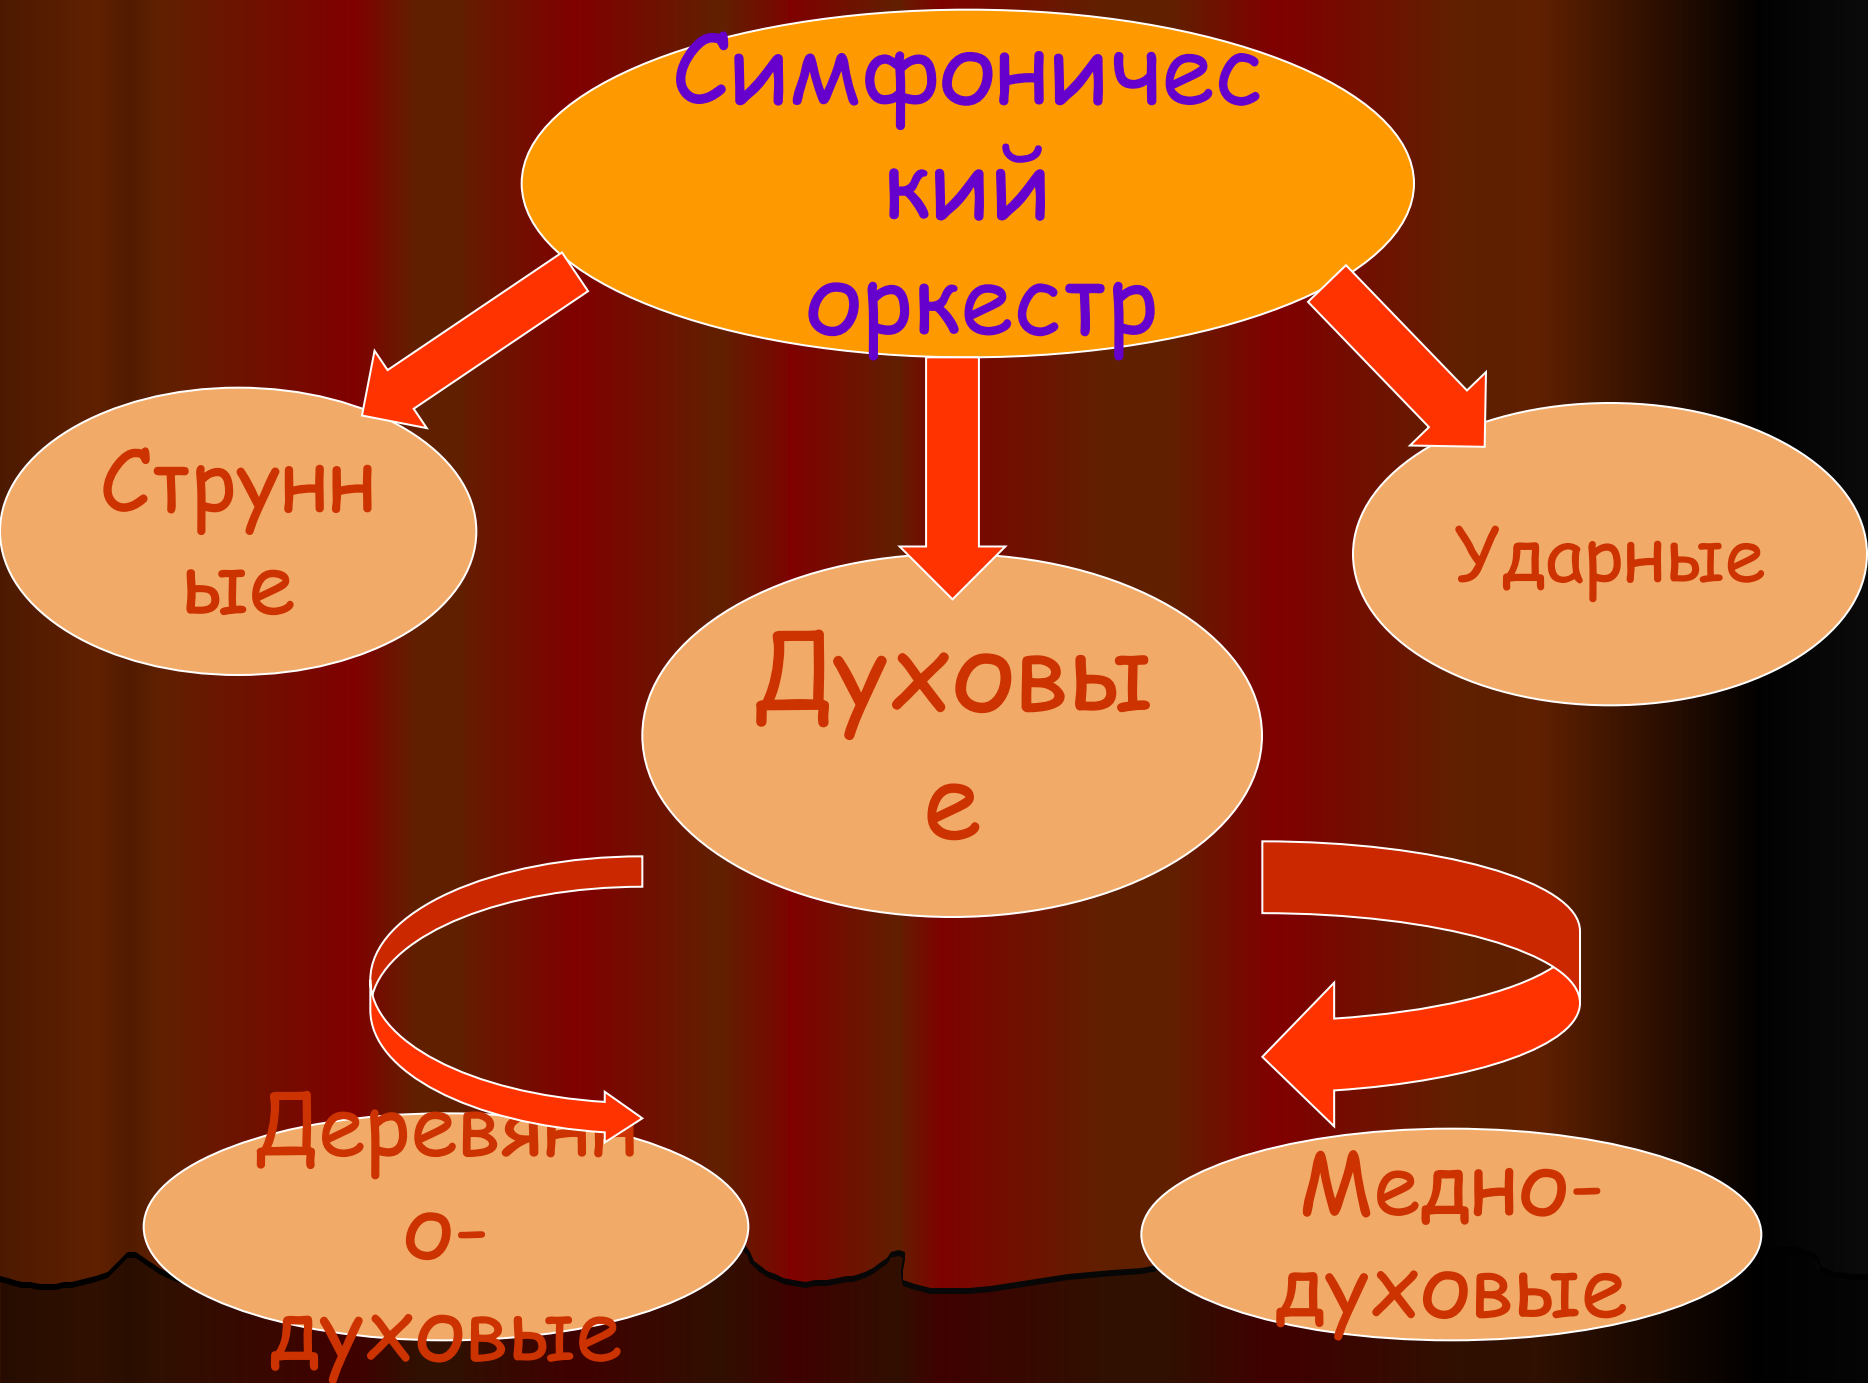 Симфоничес
кий
оркестр
Струнн
ые
Ударные
Духовы
е
Деревянн
о-
духовые
Медно-
духовые